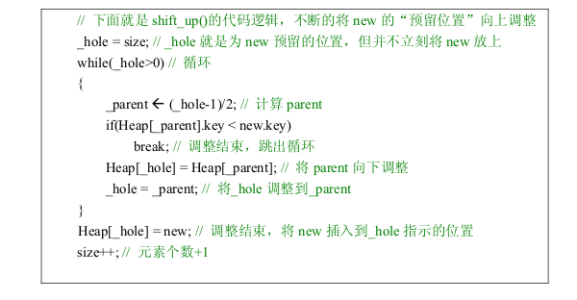 // 下面就是 shift_up()的代码逻辑，不断的将 new 的“预留位置”向上调整
_hole = size; // _hole 就是为 new 预留的位置，但并不立刻将 new 放上
while(_hole>0) // 循环
{
_parent ← (_hole-1)/2; // 计算 parent
if(Heap[_parent].key < new.key)
break; // 调整结束，跳出循环
Heap[_hole] = Heap[_parent]; // 将 parent 向下调整
_hole = _parent; // 将_hole 调整到_parent
}
Heap[_hole] = new; // 调整结束，将 new 插入到_hole 指示的位置
size++; // 元素个数+1